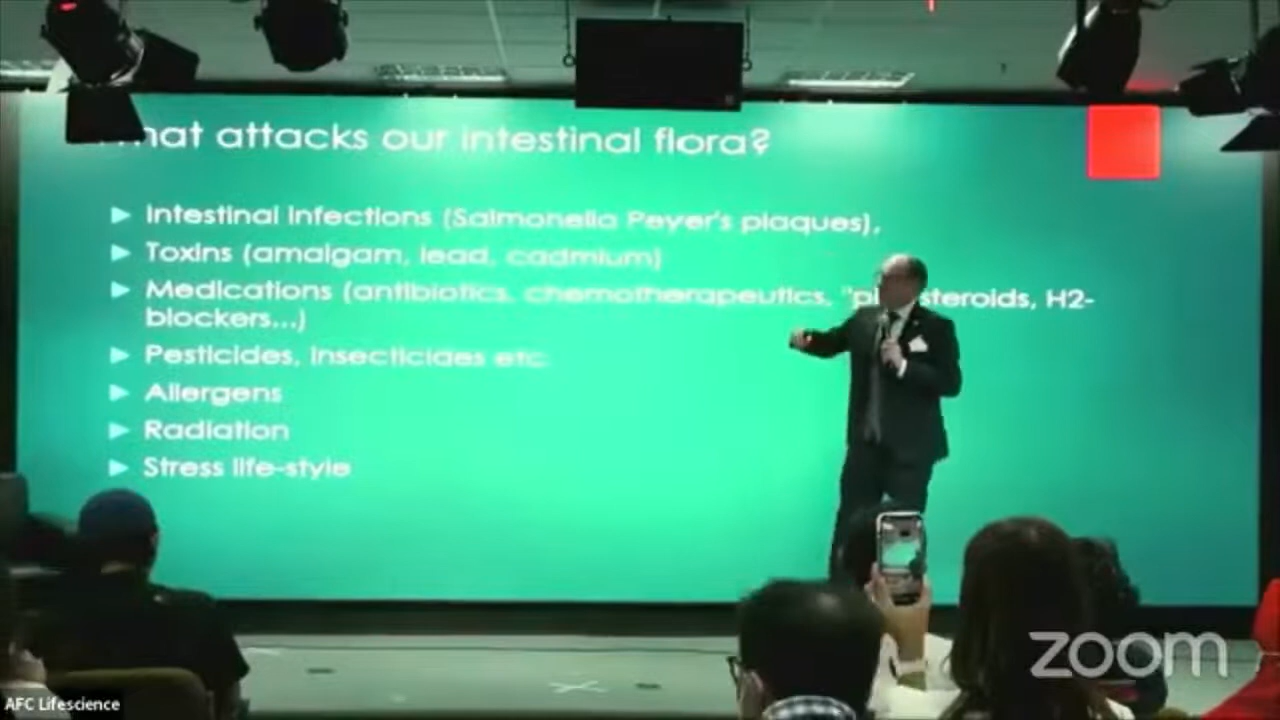 hat attacks our intestinal flora?
Intestinal Infections (Salmonella Peyer's plaques),
Toxins (amalgam, lead, cadmium)
Medications (antibiotics, chemotherapeutics, steroids, H2-
blockers...)
Pesticides, insecticides etc.
Allergens
Radiation
Stress life-style
zoom
AFC Lifescience